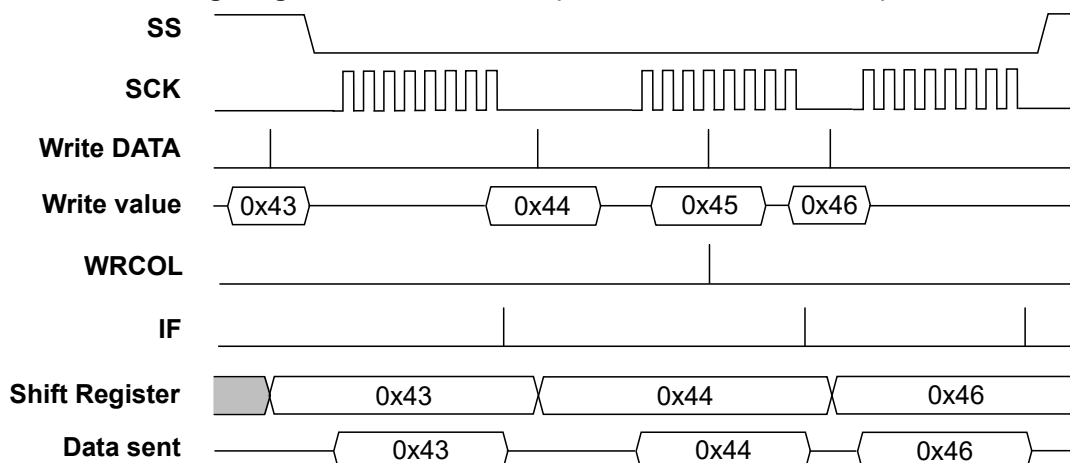 SS
SCK
Write DATA
Write value 0x43 0x44 0x45 0x46
WRCOL
IF
Shift Register 0x43 0x44 0x46
Data sent 0x43 0x44 0x46